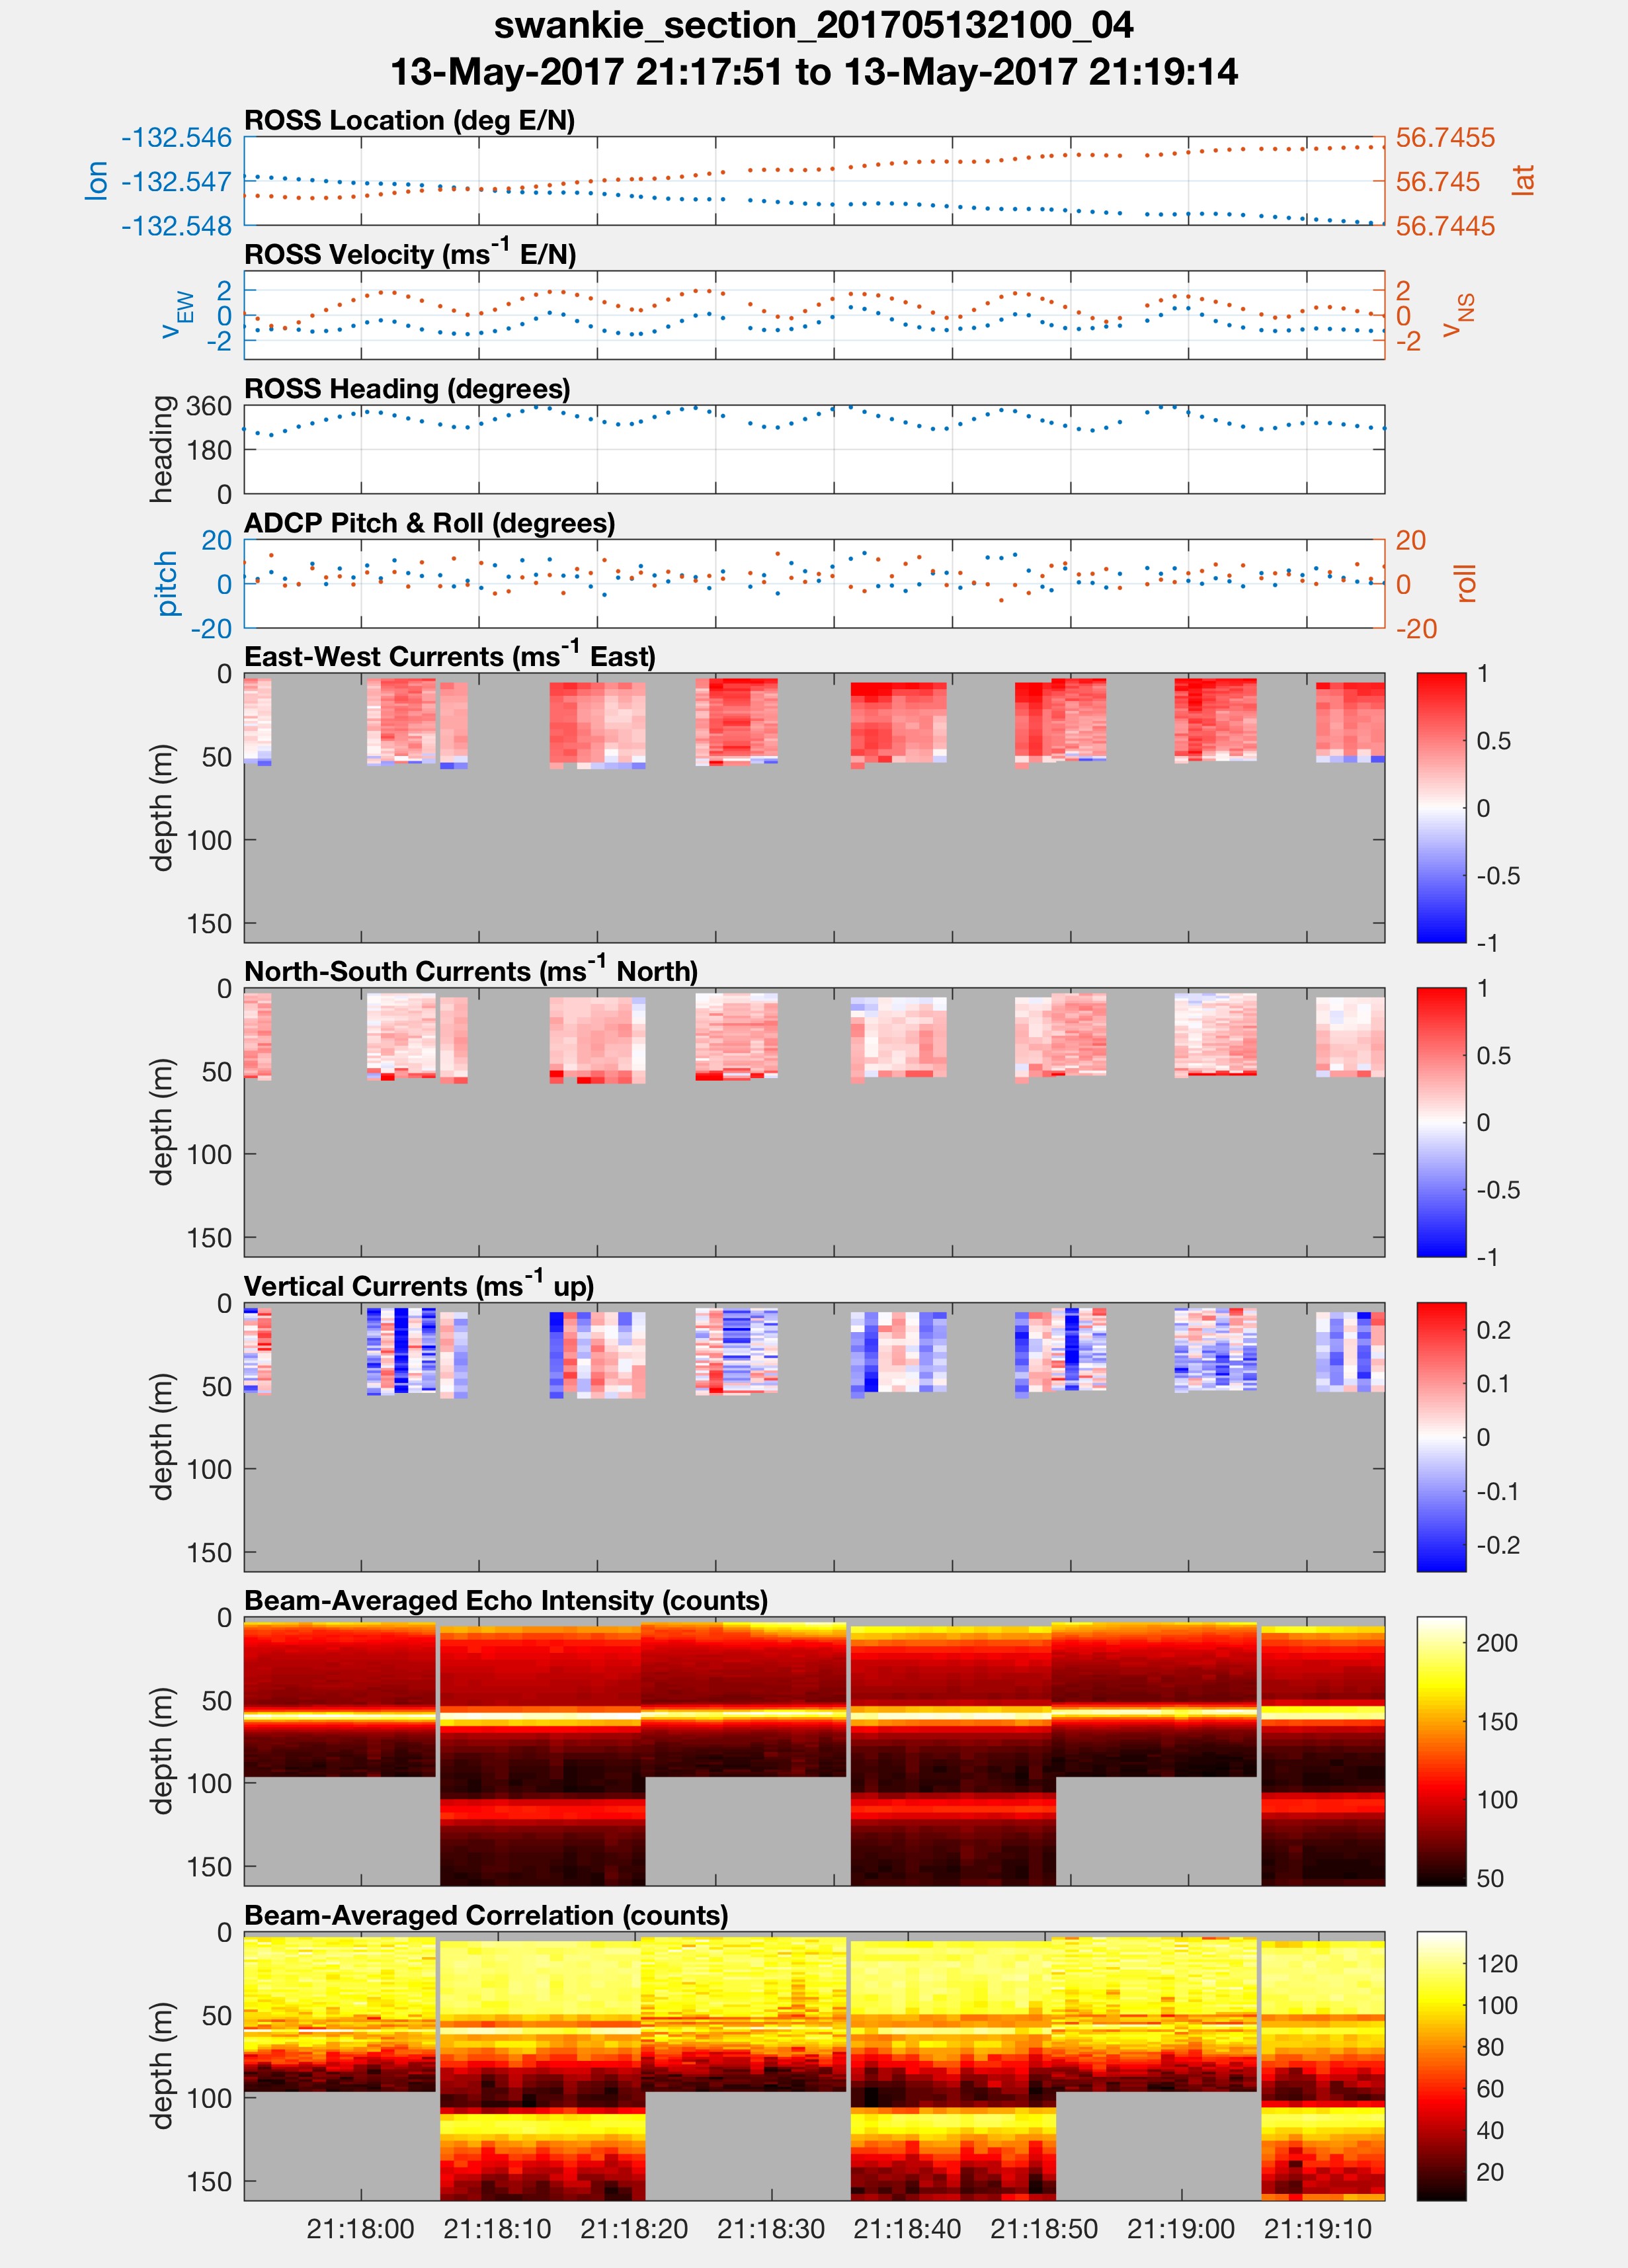 swankie_section_201705132100_04
13-May-2017 21:17:51 to 13-May-2017 21:19:14
ROSS Location (deg E/N)
-132.546
-132.547
-132.548
lon
56.7455
56.745
56.7445
lat
ROSS Velocity (ms-1 E/N)
2
0
-2
vEW
2
0
-2
vNS
ROSS Heading (degrees)
360
180
0
heading
ADCP Pitch & Roll (degrees)
20
0
-20
pitch
20
0
-20
roll
East-West Currents (ms-1 East)
0
50
100
150
depth (m)
1
0.5
0
-0.5
-1
North-South Currents (ms-1 North)
0
50
100
150
depth (m)
1
0.5
0
-0.5
-1
Vertical Currents (ms-1 up)
0
50
100
150
depth (m)
0.2
0.1
0
-0.1
-0.2
Beam-Averaged Echo Intensity (counts)
0
50
100
150
depth (m)
200
150
100
50
Beam-Averaged Correlation (counts)
0
50
100
150
depth (m)
120
100
80
60
40
20
21:18:00 21:18:10 21:18:20 21:18:30 21:18:40 21:18:50 21:19:00 21:19:10